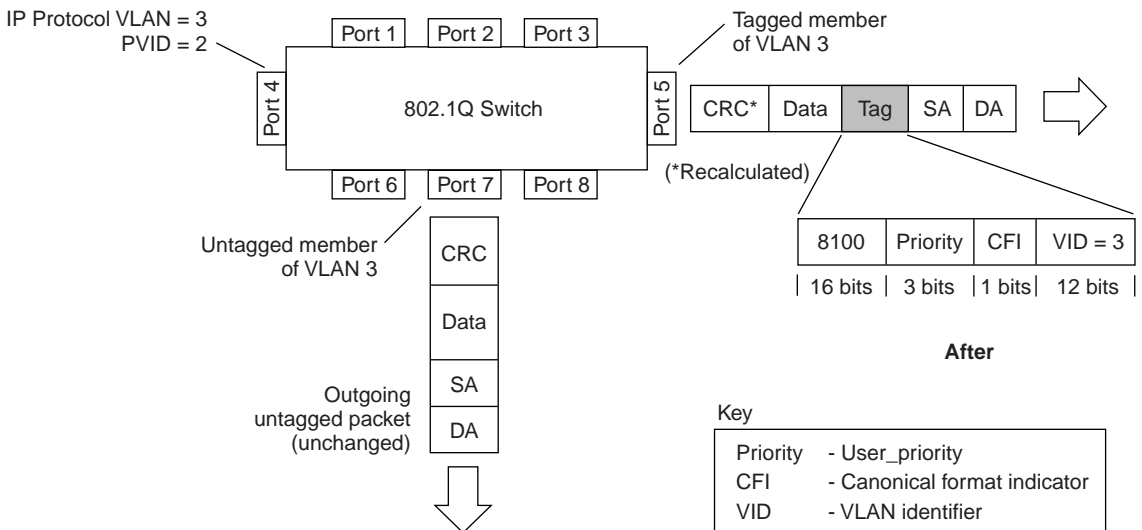 IP Protocol VLAN = 3
PVID = 2
Port 1
Port 2
Port 3
Tagged member
of VLAN 3
Port 4
802.1Q Switch
Port 5
CRC*
Data
Tag
SA
DA
(*Recalculated)
Port 6
Port 7
Port 8
Untagged member
of VLAN 3
CRC
Data
SA
DA
8100
Priority
CFI
VID = 3
16 bits
3 bits
1 bits
12 bits
After
Outgoing
untagged packet
(unchanged)
Key
Priority - User_priority
CFI - Canonical format indicator
VID - VLAN identifier